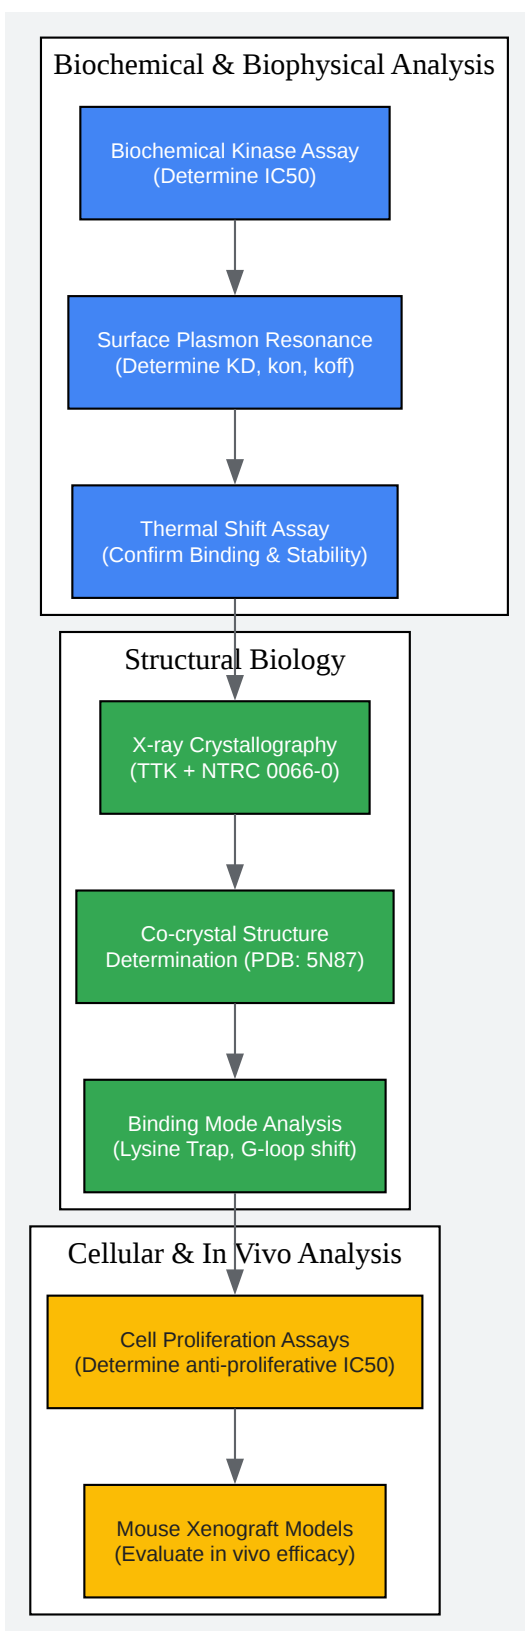 Biochemical & Biophysical Analysis
Biochemical Kinase Assay
(Determine IC50)
Surface Plasmon Resonance
(Determine KD, kon, koff)
Thermal Shift Assay
(Confirm Binding & Stability)
Structural Biology
X-ray Crystallography
(TTK + NTRC 0066-0)
Co-crystal Structure
Determination (PDB: 5N87)
Binding Mode Analysis
(Lysine Trap, G-loop shift)
Cellular & In Vivo Analysis
Cell Proliferation Assays
(Determine anti-proliferative IC50)
Mouse Xenograft Models
(Evaluate in vivo efficacy)